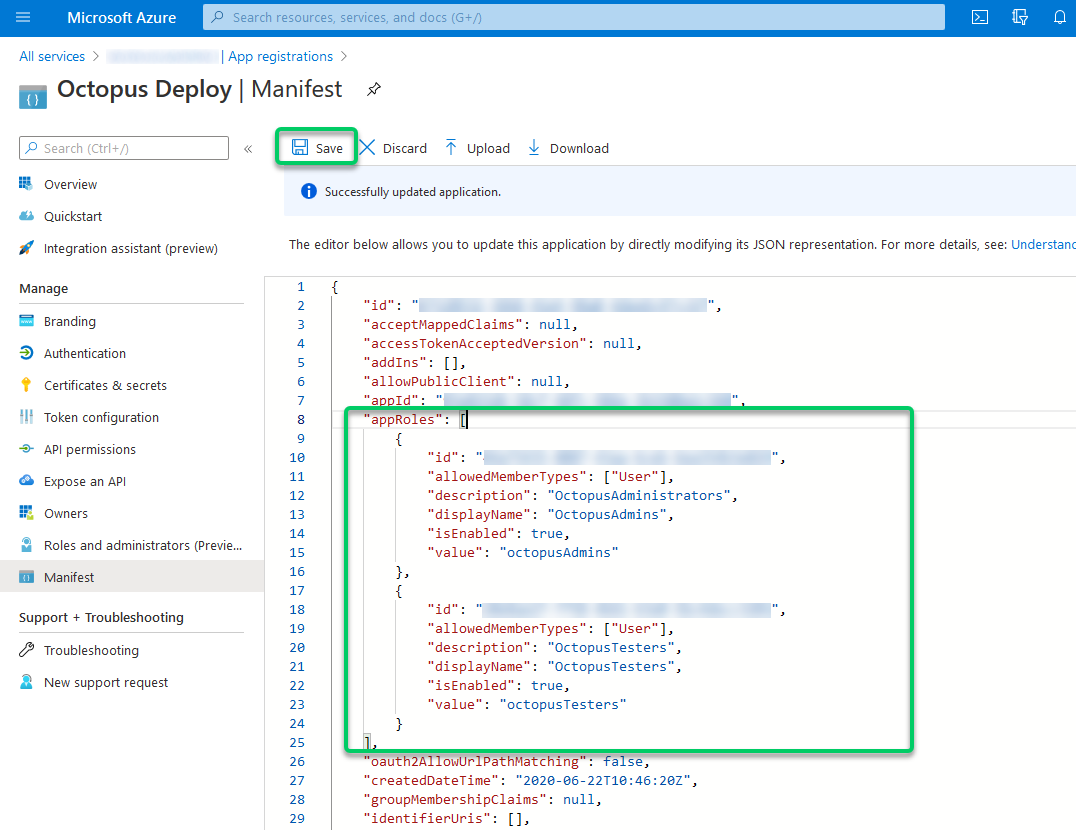 Microsoft Azure
Search resources, services, and docs (G+/)
All services > | App registrations >
Octopus Deploy | Manifest
Search (Ctrl+/)
«
Overview
Quickstart
Integration assistant (preview)
Manage
Branding
Authentication
Certificates & secrets
Token configuration
API permissions
Expose an API
Owners
Roles and administrators (Previe...
Manifest
Support + Troubleshooting
Troubleshooting
New support request
Save Discard Upload Download
Successfully updated application.
The editor below allows you to update this application by directly modifying its JSON representation. For more details, see: Understanc
1 {
2 "id": "",
3 "acceptMappedClaims": null,
4 "accessTokenAcceptedVersion": null,
5 "addIns": [],
6 "allowPublicClient": null,
7 "appId": "",
8 "appRoles": [
9 {
10 "id": "",
11 "allowedMemberTypes": ["User"],
12 "description": "OctopusAdministrators",
13 "displayName": "OctopusAdmins",
14 "isEnabled": true,
15 "value": "octopusAdmins"
16 },
17 {
18 "id": "",
19 "allowedMemberTypes": ["User"],
20 "description": "OctopusTesters",
21 "displayName": "OctopusTesters",
22 "isEnabled": true,
23 "value": "octopusTesters"
24 }
25 ],
26 "oauth2AllowUrlPathMatching": false,
27 "createdDateTime": "2020-06-22T10:46:20Z",
28 "groupMembershipClaims": null,
29 "identifierUris": [],